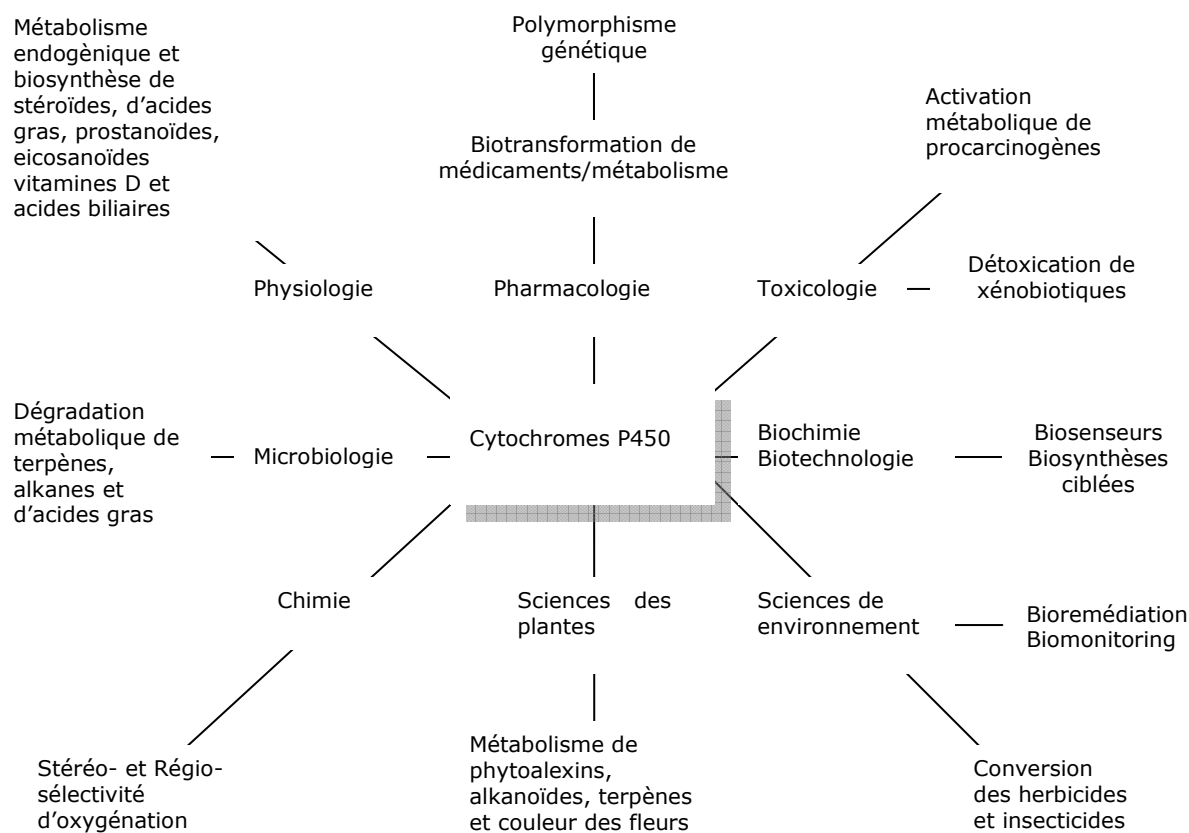 Métabolisme
endogènique et
biosynthèse de
stéroïdes, d'acides
gras, prostanoïdes,
eicosanoïdes
vitamines D et
acides biliaires
Polymorphisme
génétique
Biotransformation de
médicaments/métabolisme
Activation
métabolique de
procarcinogènes
Physiologie
Pharmacologie
Toxicologie
Détoxication de
xénobiotiques
Dégradation
métabolique de
terpènes,
alkanes et
d'acides gras
Microbiologie
Cytochromes P450
Biochimie
Biotechnologie
Biosenseurs
Biosynthèses
ciblées
Chimie
Sciences des
plantes
Sciences de
environnement
Bioremédiation
Biomonitoring
Stéréo- et Régio-
sélectivité
d'oxygénation
Métabolisme de
phytoalexins,
alkanoïdes, terpènes
et couleur des fleurs
Conversion
des herbicides
et insecticides